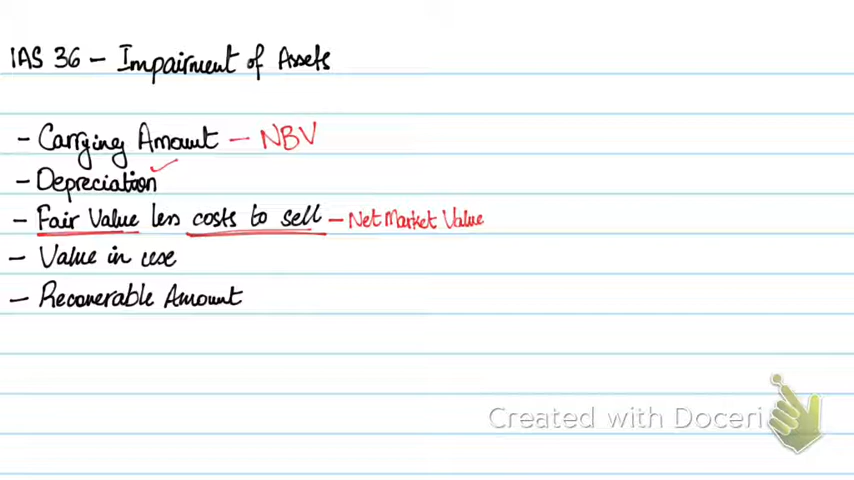 IAS 36 – Impairment of Assets
– Carrying Amount – NBV
– Depreciation ✓
– Fair Value less costs to sell – Net Market Value
– Value in use
– Recoverable Amount
Created with Doceri